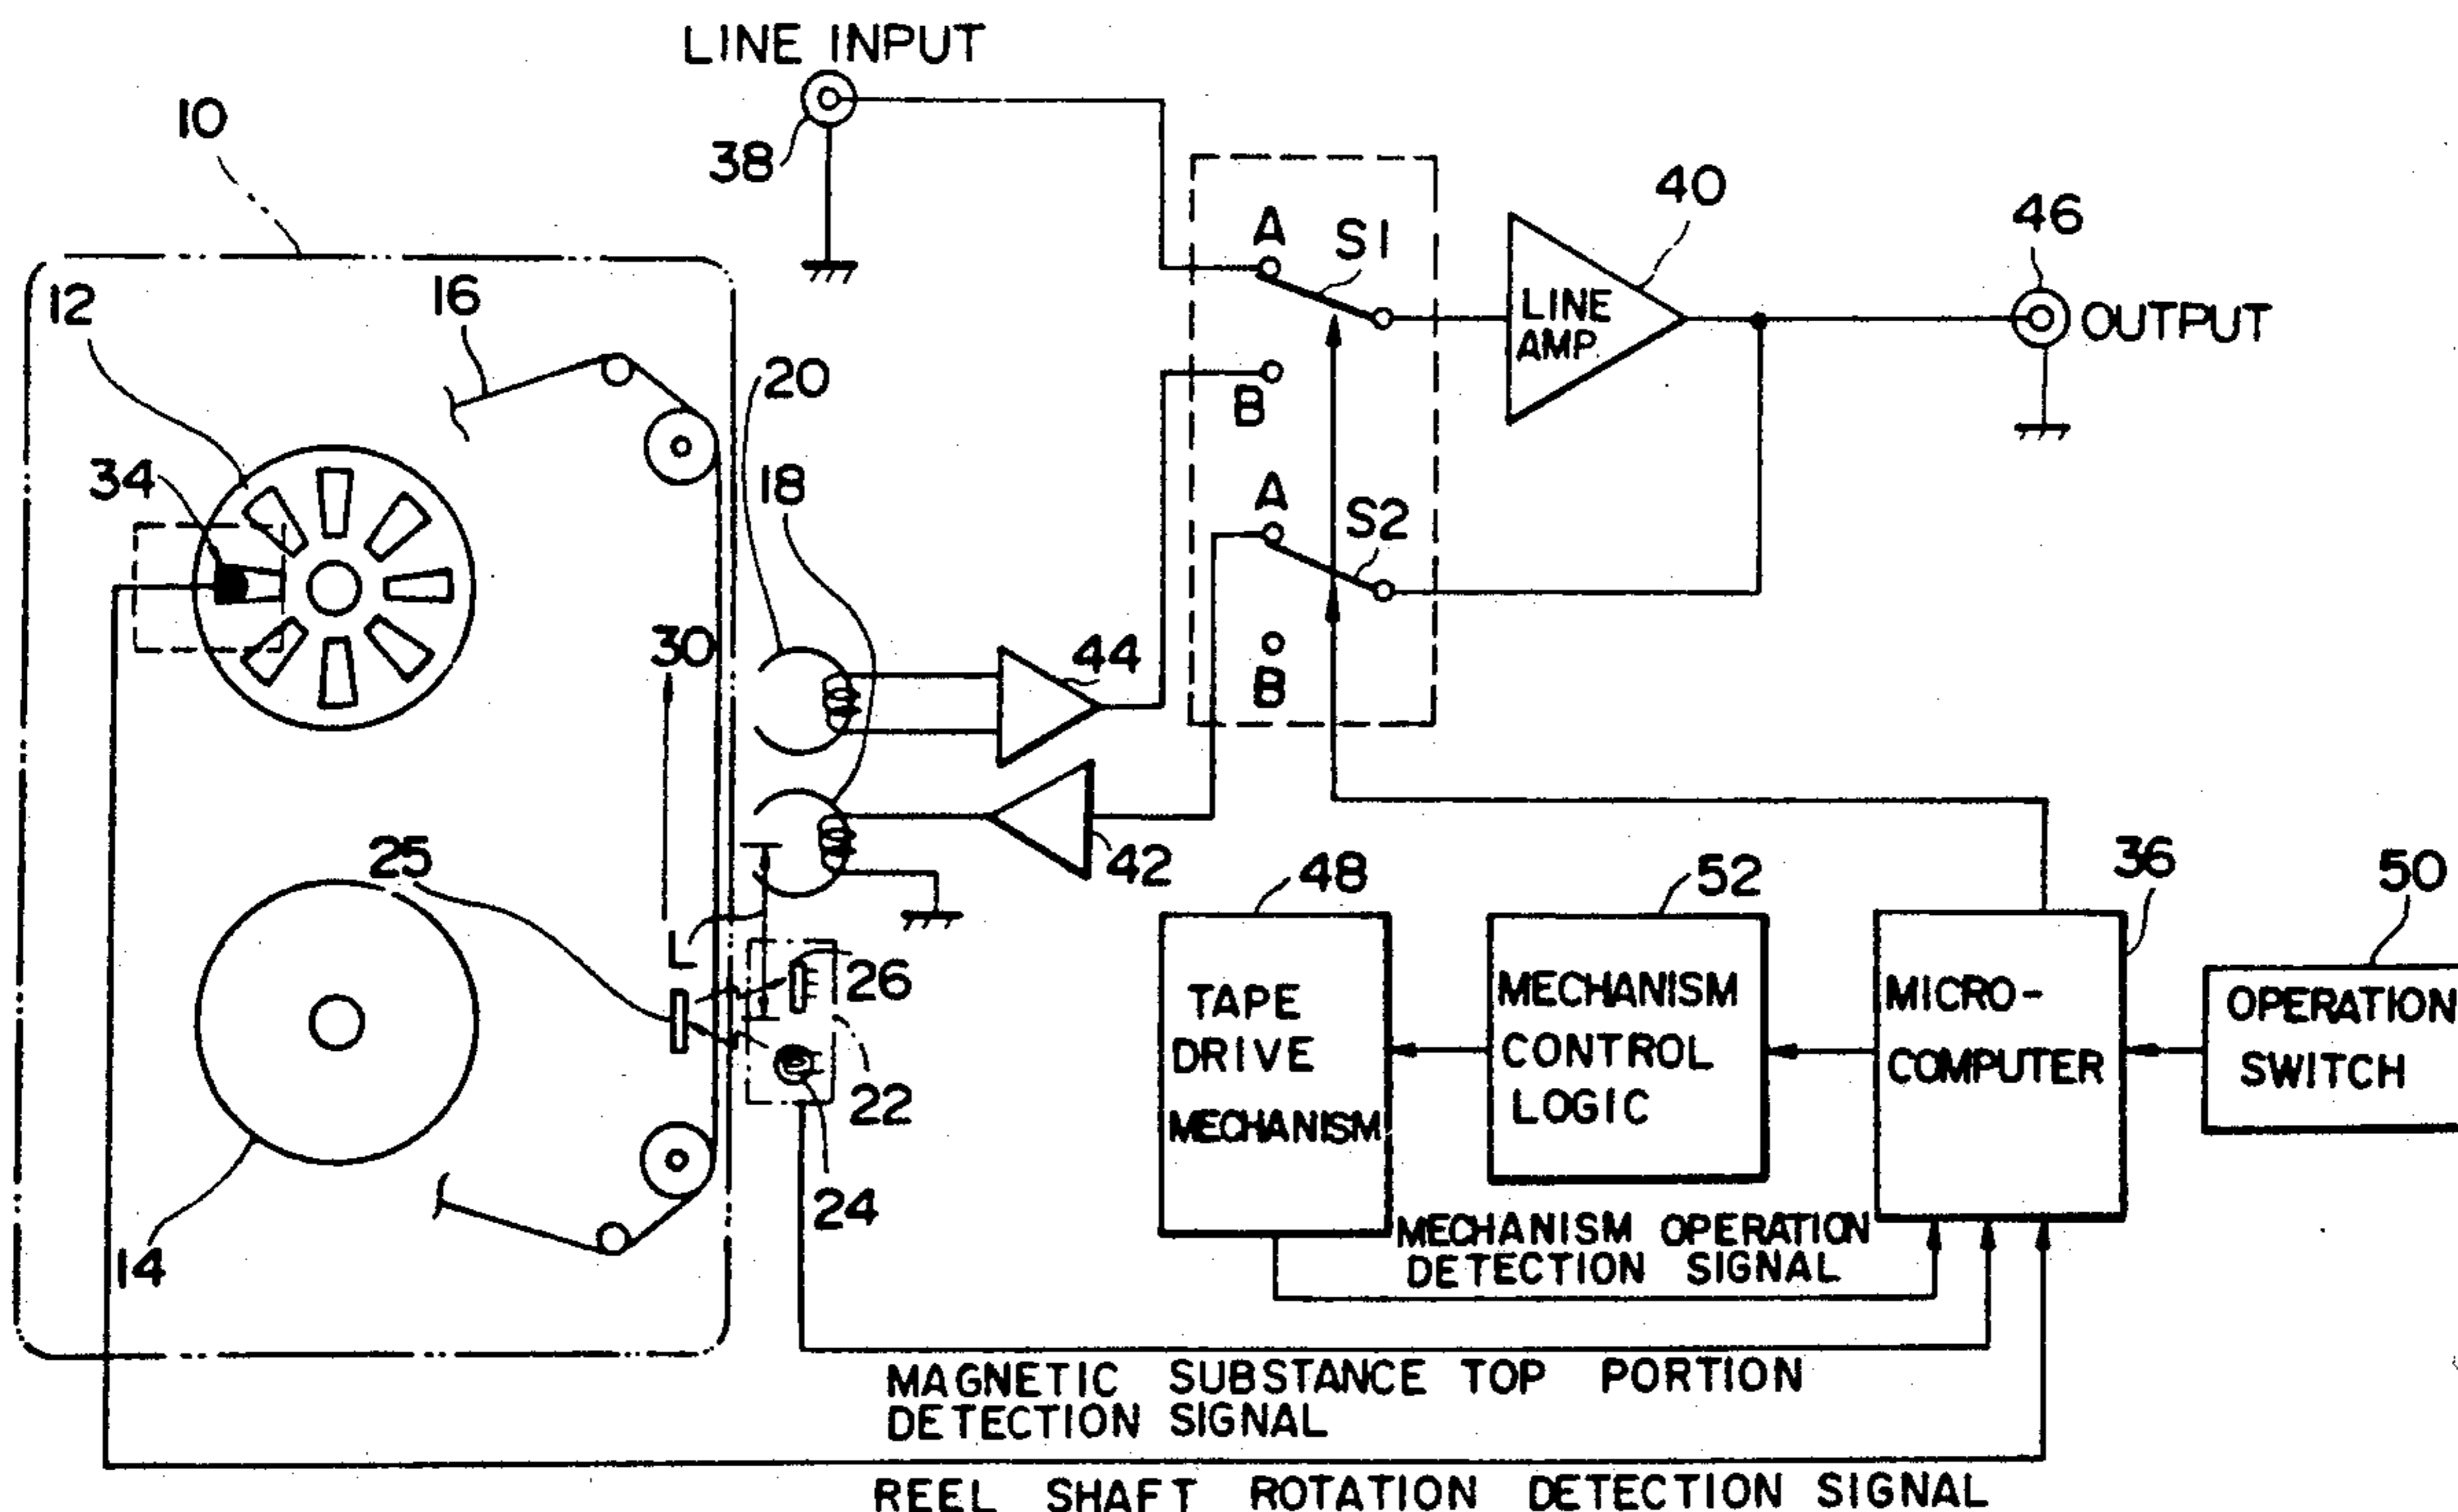 LINE INPUT
10
38
40
46
A
S1
12
16
LINE
AMP
OUTPUT
20
B
34
18
A
S2
30
44
B
25
42
48
52
36
50
L
26
TAPE
DRIVE
MECHANISM
MECHANISM
CONTROL
LOGIC
MICRO-
COMPUTER
OPERATION
SWITCH
22
24
14
MECHANISM OPERATION
DETECTION SIGNAL
MAGNETIC SUBSTANCE TOP PORTION
DETECTION SIGNAL
REEL SHAFT ROTATION DETECTION SIGNAL